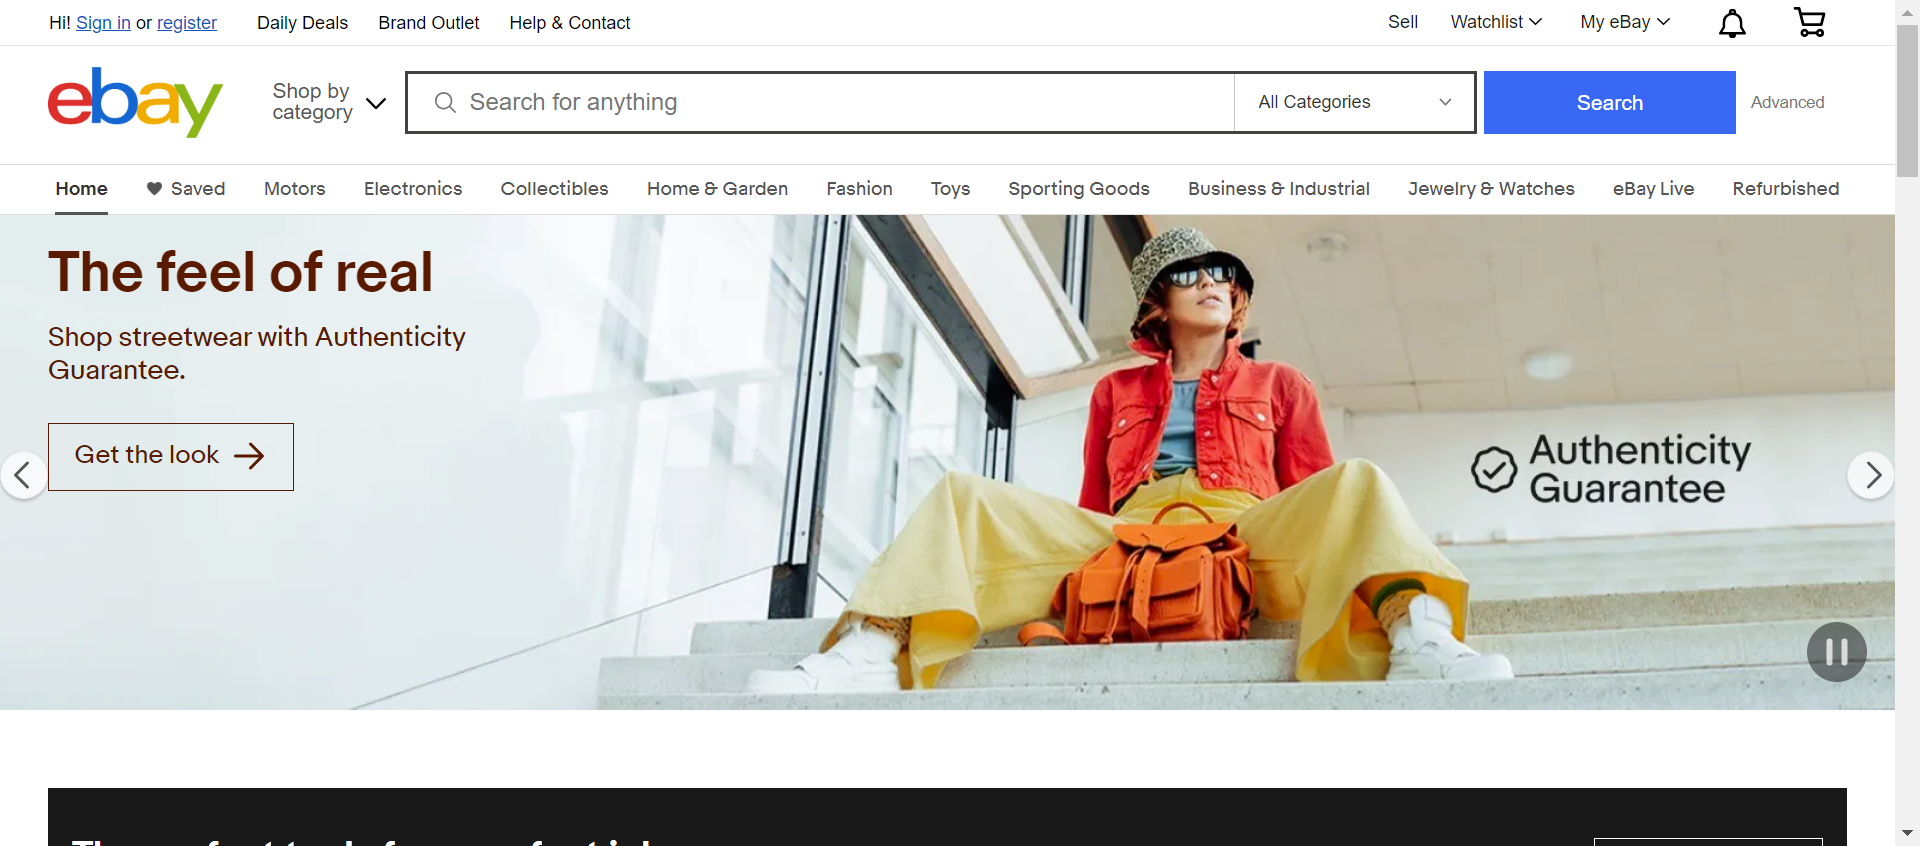 Hi! Sign in or register
Daily Deals
Brand Outlet
Help & Contact
Sell
Watchlist
My eBay
ebay
Shop by
category
Search for anything
All Categories
Search
Advanced
Home
Saved
Motors
Electronics
Collectibles
Home & Garden
Fashion
Toys
Sporting Goods
Business & Industrial
Jewelry & Watches
eBay Live
Refurbished
The feel of real
Shop streetwear with Authenticity
Guarantee.
Get the look
Authenticity
Guarantee